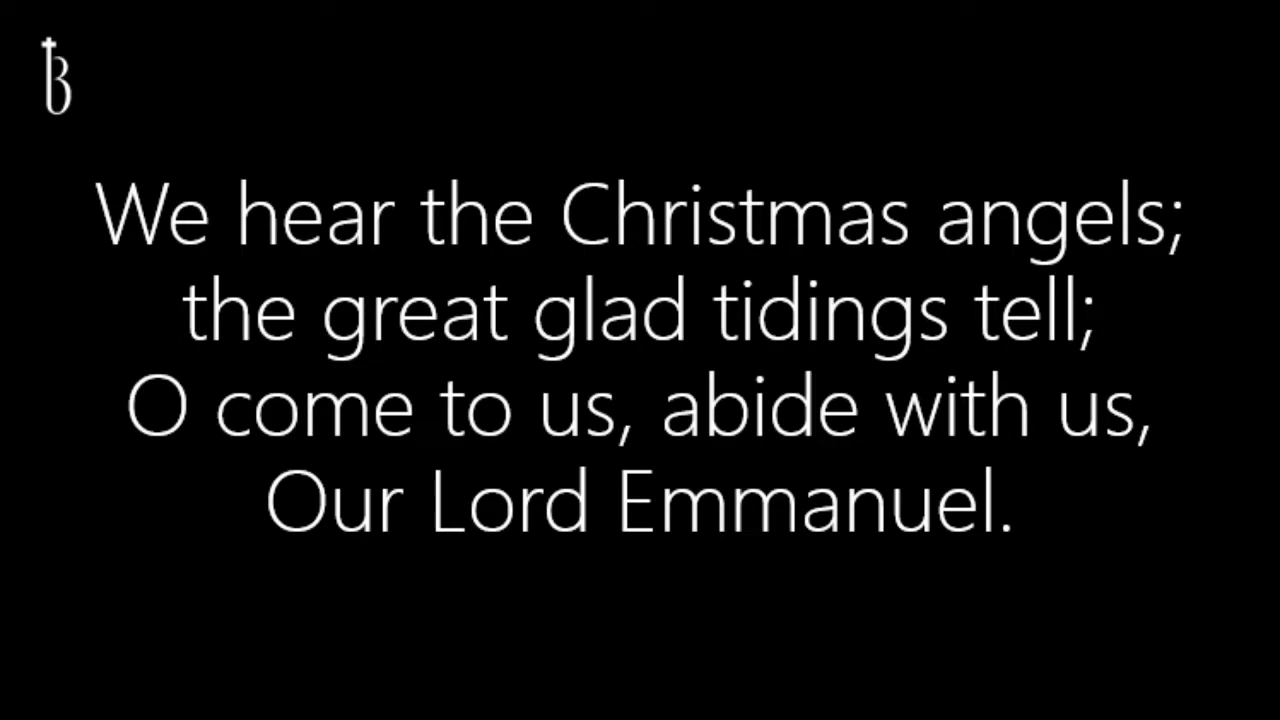 B
We hear the Christmas angels;
the great glad tidings tell;
O come to us, abide with us,
Our Lord Emmanuel.